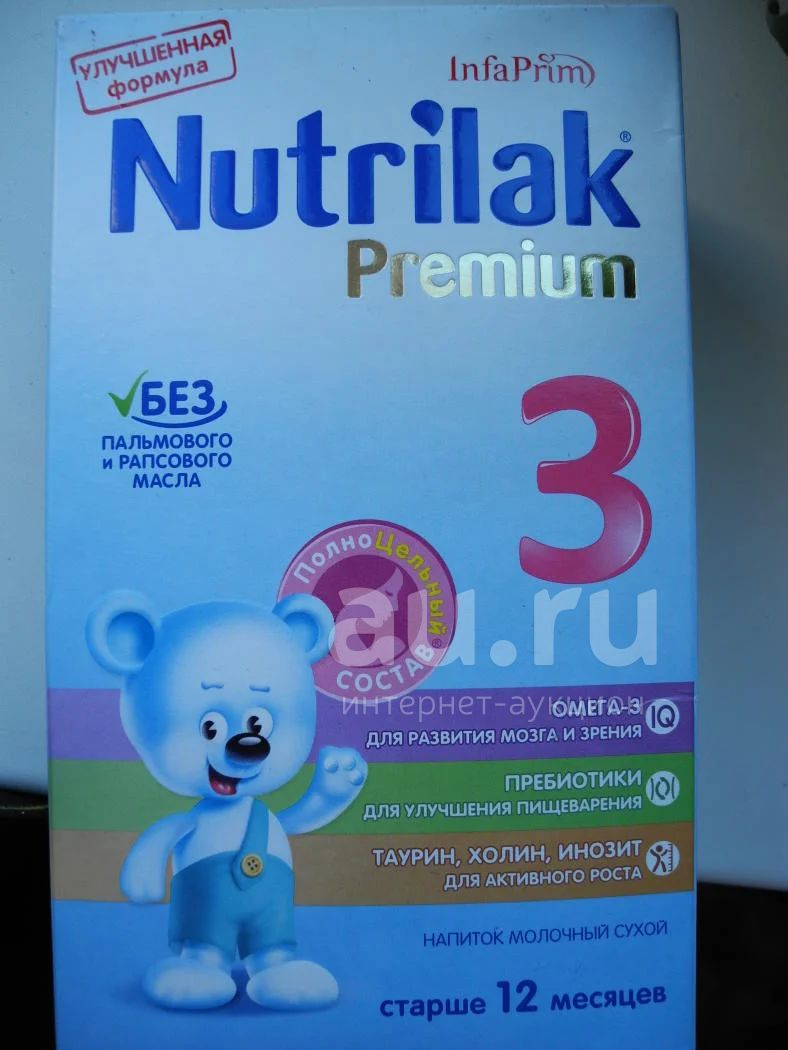 УЛУЧШЕННАЯ
формула
InfaPrim
Nutrilak®
Premium
3
БЕЗ
ПАЛЬМОВОГО
и РАПСОВОГО
МАСЛА
ПолноЦельный®
СОСТАВ
au.ru
интернет-аукцион
ОМЕГА-3 IQ
ДЛЯ РАЗВИТИЯ МОЗГА И ЗРЕНИЯ
ПРЕБИОТИКИ
ДЛЯ УЛУЧШЕНИЯ ПИЩЕВАРЕНИЯ
ТАУРИН, ХОЛИН, ИНОЗИТ
ДЛЯ АКТИВНОГО РОСТА
НАПИТОК МОЛОЧНЫЙ СУХОЙ
старше 12 месяцев